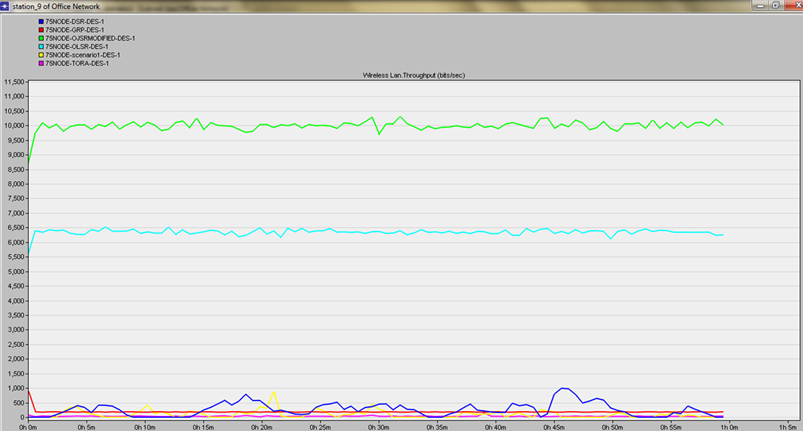 station_9 of Office Network
75NODE-DSR-DES-1
75NODE-GRP-DES-1
75NODE-OJSRMODIFIED-DES-1
75NODE-OLSR-DES-1
75NODE-scenario1-DES-1
75NODE-TORA-DES-1
Wireless Lan.Throughput (bits/sec)
11,500
11,000
10,500
10,000
9,500
9,000
8,500
8,000
7,500
7,000
6,500
6,000
5,500
5,000
4,500
4,000
3,500
3,000
2,500
2,000
1,500
1,000
500
0
0h 0m 0h 5m 0h 10m 0h 15m 0h 20m 0h 25m 0h 30m 0h 35m 0h 40m 0h 45m 0h 50m 0h 55m 1h 0m 1h 5m